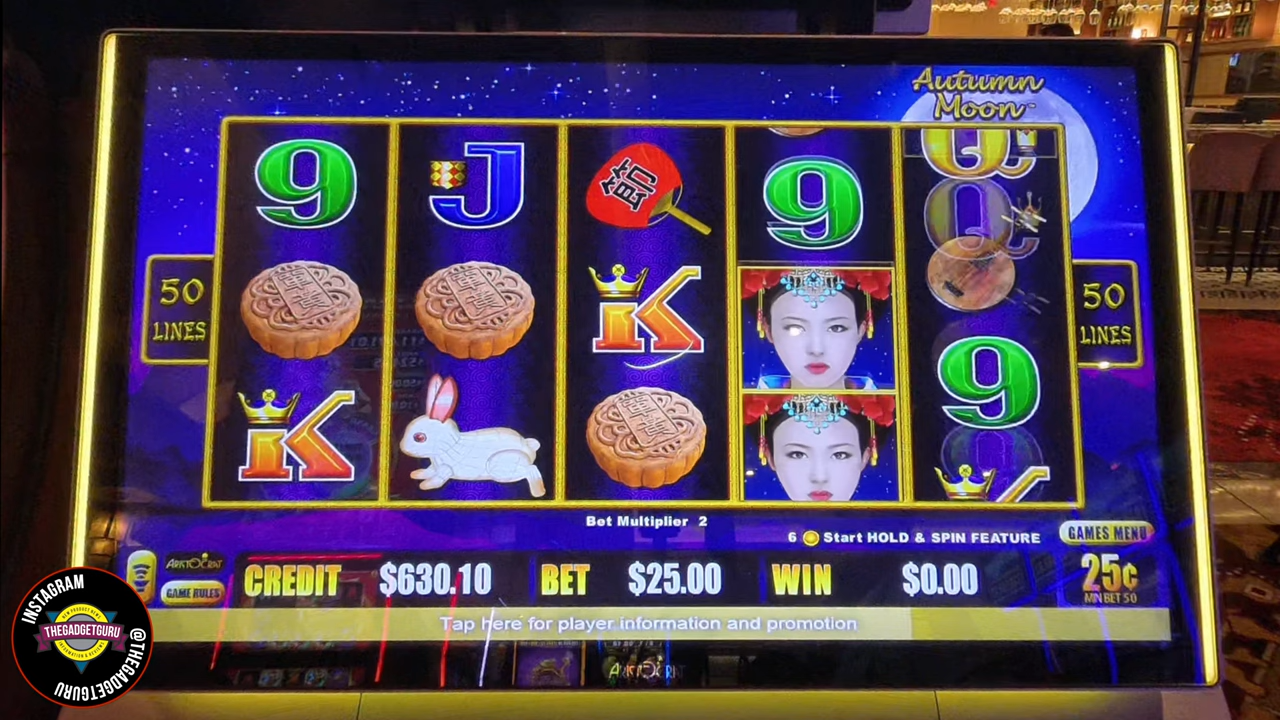 Autumn
Moon
9
J
9
Q
Q
50
LINES
K
9
50
LINES
K
Bet Multiplier 2
6 Start HOLD & SPIN FEATURE
GAMES MENU
ARISTOCRAT
GAME RULES
CREDIT $630.10 BET $25.00 WIN $0.00
25¢
MIN BET 50
Tap here for player information and promotion
ARISTOCRAT
INSTAGRAM
THEGADGETGURU
@THEGADGETGURU